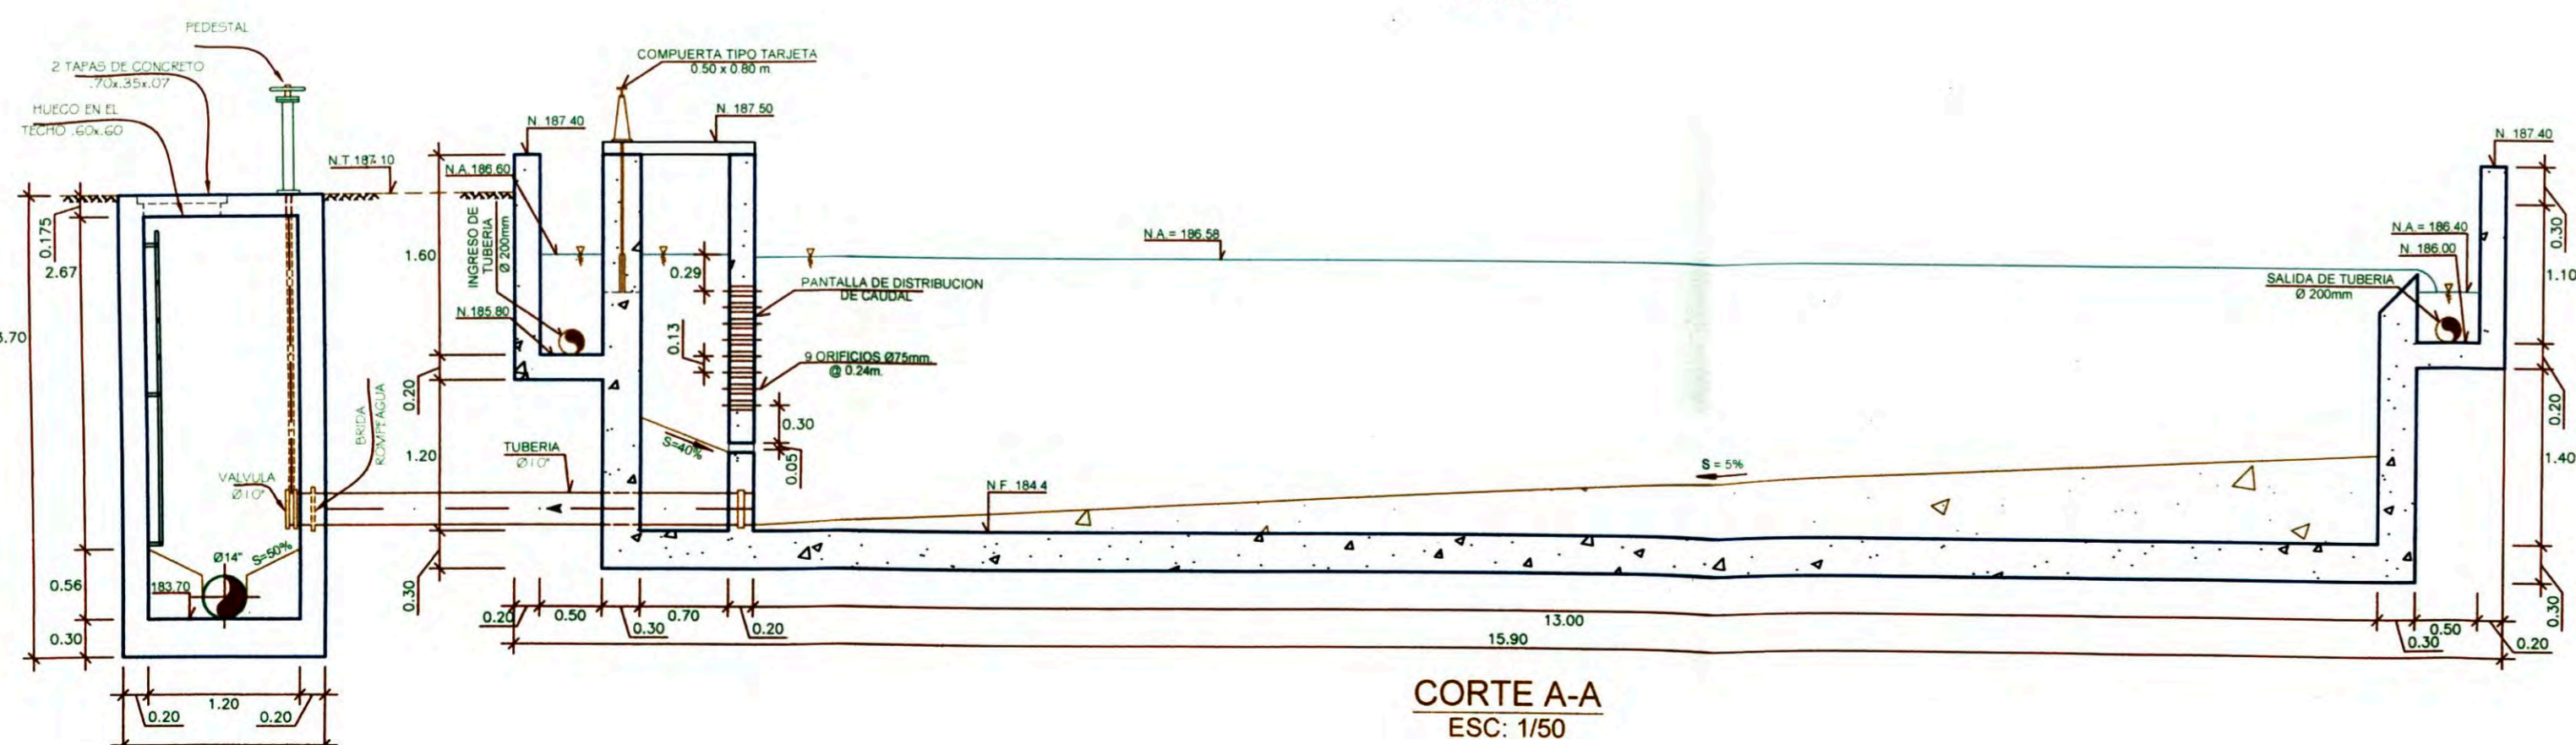 PEDESTAL
2 TAPAS DE CONCRETO
.70x.35x.07
HUECO EN EL
TECHO .60x.60
N.T. 187.10
0.175
2.67
3.70
0.56
0.30
VALVULA
Ø10"
BRIDA
ROMPEAGUA
Ø14"
S=50%
183.70
0.20
1.20
0.20
COMPUERTA TIPO TARJETA
0.50 x 0.80 m.
N. 187.40
N. 187.50
N.A. 186.60
INGRESO DE
TUBERIA
Ø 200mm
N. 185.80
1.60
0.20
1.20
0.30
TUBERIA
Ø10"
0.29
0.13
PANTALLA DE DISTRIBUCION
DE CAUDAL
9 ORIFICIOS Ø75mm.
@ 0.24m.
0.30
0.05
S=40%
N.A.= 186.58
N.F. 184.4
S = 5%
N. 187.40
N.A.= 186.40
N. 186.00
SALIDA DE TUBERIA
Ø 200mm
0.30
1.10
0.20
1.40
0.30
0.20
0.50
0.30
0.70
0.20
13.00
0.30
0.50
0.20
15.90
CORTE A-A
ESC: 1/50